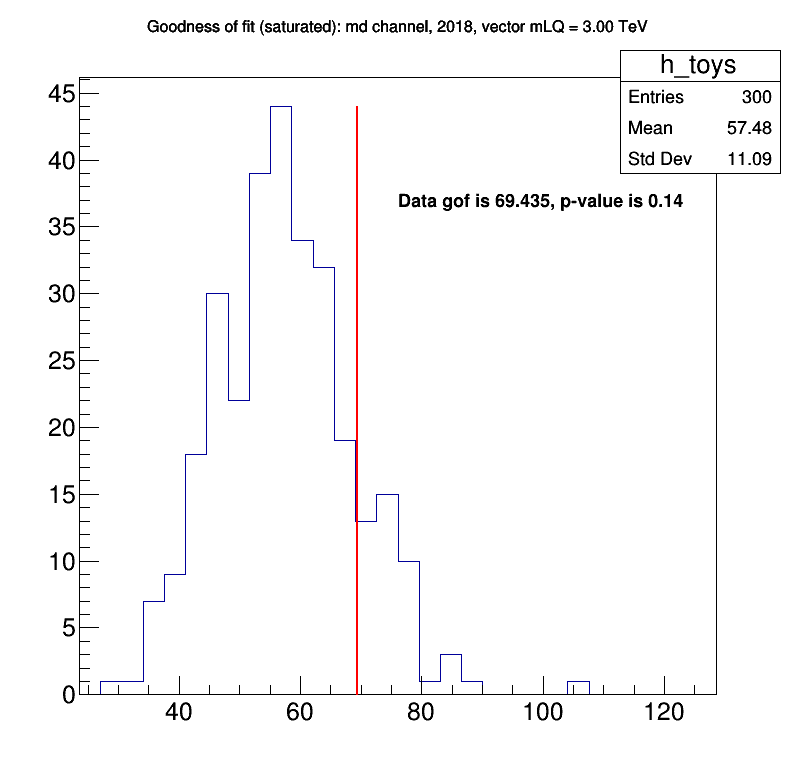 Goodness of fit (saturated): md channel, 2018, vector mLQ = 3.00 TeV
h_toys
Entries 300
Mean 57.48
Std Dev 11.09
Data gof is 69.435, p-value is 0.14
45
40
35
30
25
20
15
10
5
0
40 60 80 100 120